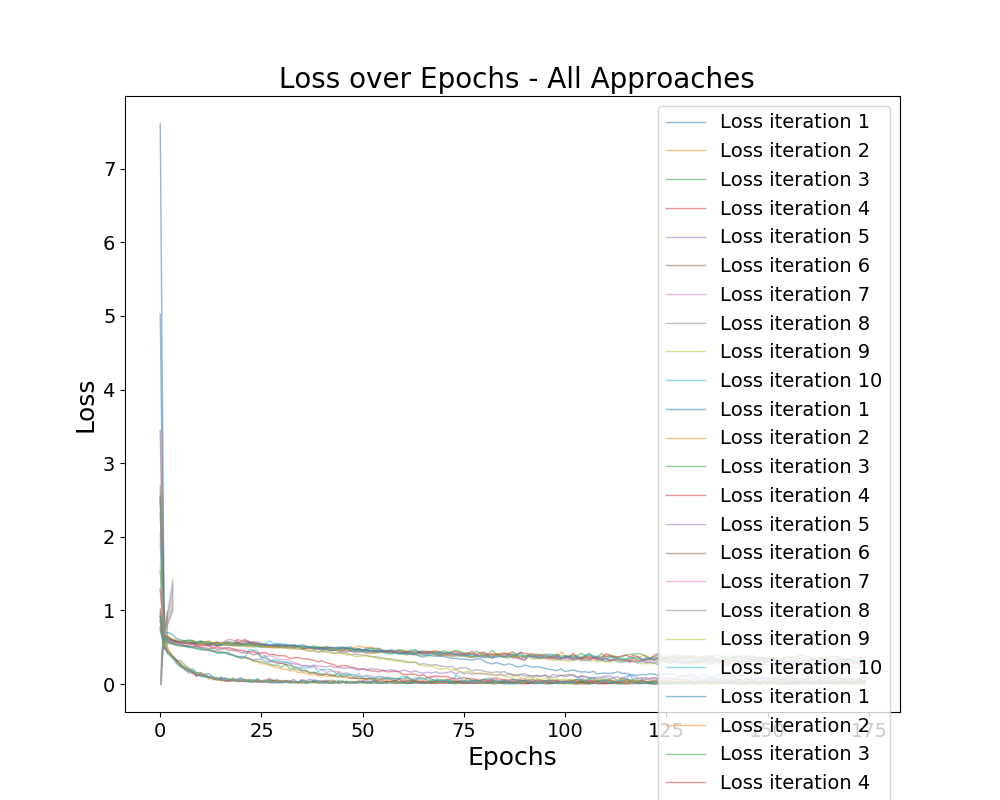 Loss over Epochs - All Approaches
Loss
7
6
5
4
3
2
1
0
0 25 50 75 100 125 150 175
Epochs
Loss iteration 1
Loss iteration 2
Loss iteration 3
Loss iteration 4
Loss iteration 5
Loss iteration 6
Loss iteration 7
Loss iteration 8
Loss iteration 9
Loss iteration 10
Loss iteration 1
Loss iteration 2
Loss iteration 3
Loss iteration 4
Loss iteration 5
Loss iteration 6
Loss iteration 7
Loss iteration 8
Loss iteration 9
Loss iteration 10
Loss iteration 1
Loss iteration 2
Loss iteration 3
Loss iteration 4